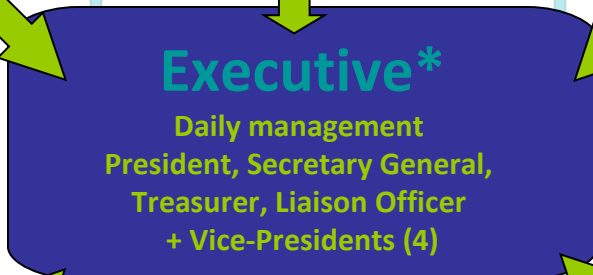 Executive*
Daily management
President, Secretary General,
Treasurer, Liaison Officer
+ Vice-Presidents (4)